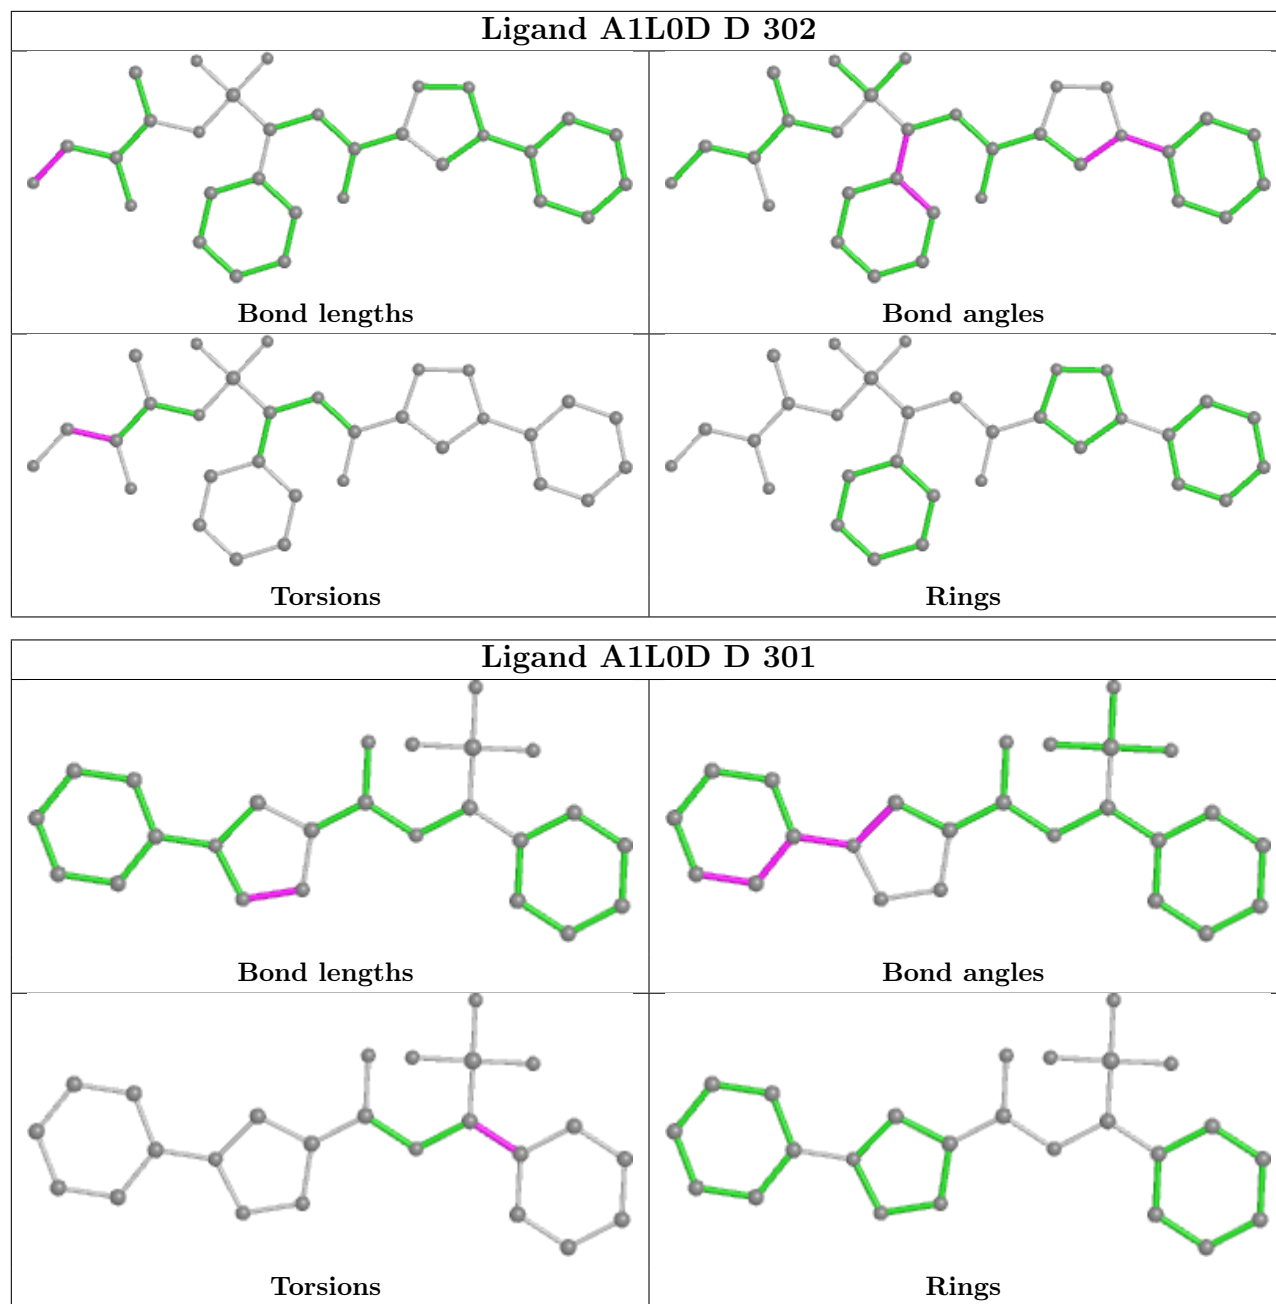 Ligand A1L0D D 302
Bond lengths
Bond angles
Torsions
Rings
Ligand A1L0D D 301
Bond lengths
Bond angles
Torsions
Rings